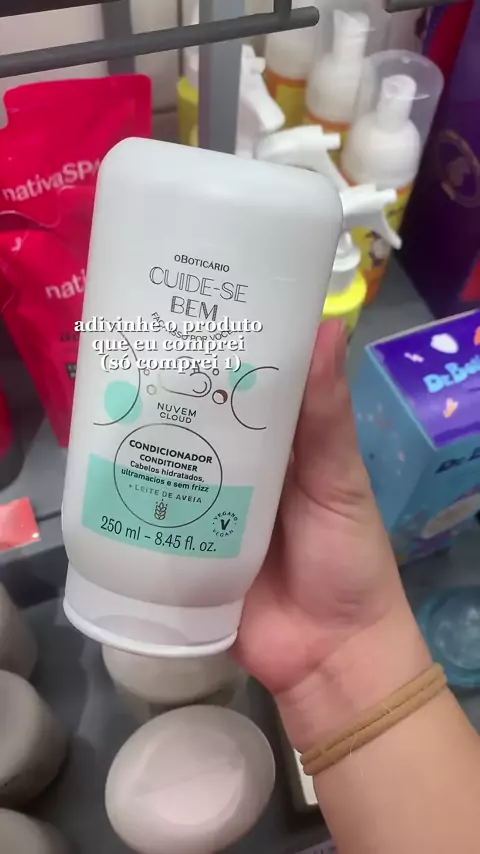 nativaSPA
nati
oBOTICÁRIO
CUIDE-SE
BEM
adivinhe o produto
que eu comprei
(só comprei 1)
NUVEM
CLOUD
CONDICIONADOR
CONDITIONER
Cabelos hidratados,
ultramacios e sem frizz
+ LEITE DE AVEIA
250 ml – 8.45 fl. oz.
VEGANO
V
VEGAN